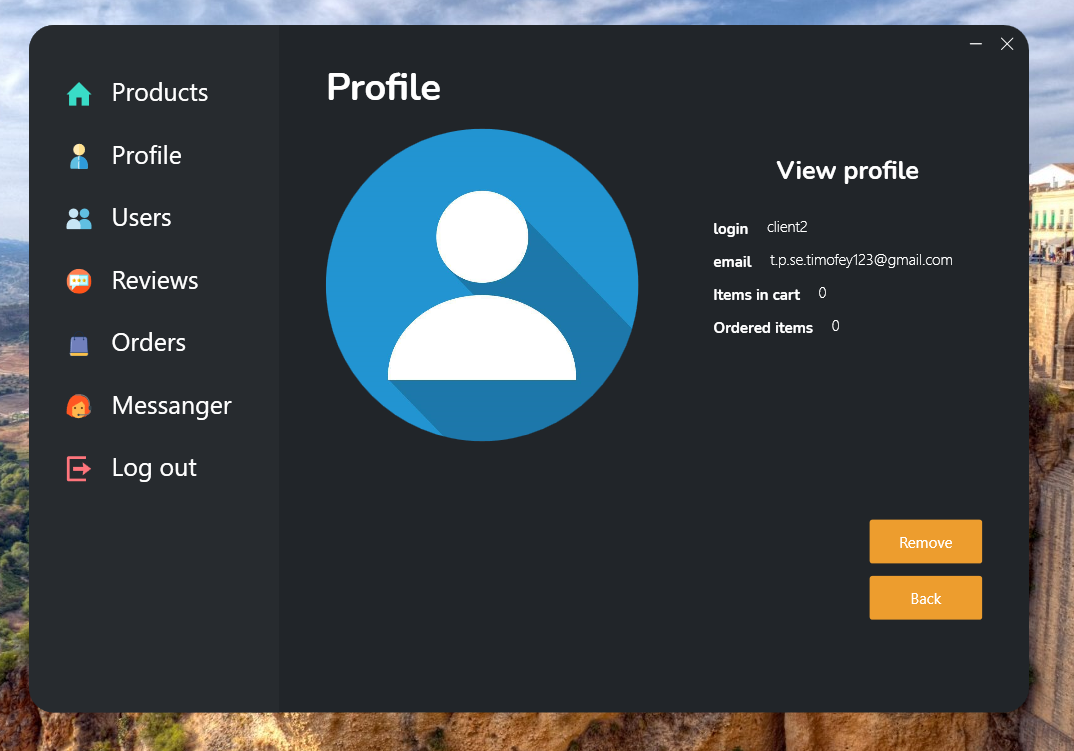 Products
Profile
Users
Reviews
Orders
Messanger
Log out
Profile
View profile
login client2
email t.p.se.timofey123@gmail.com
Items in cart 0
Ordered items 0
Remove
Back